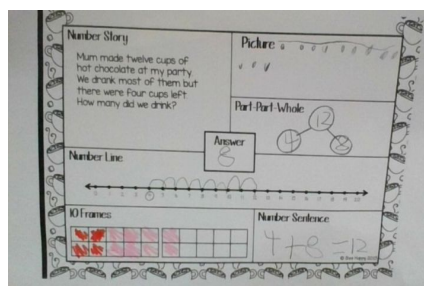 Number Story
Mum made twelve cups of
hot chocolate at my party.
We drank most of them but
there were four cups left.
How many did we drink?
Picture
Part-Part-Whole
12
4
8
Answer
8
Number Line
10 Frames
Number Sentence
4+8=12